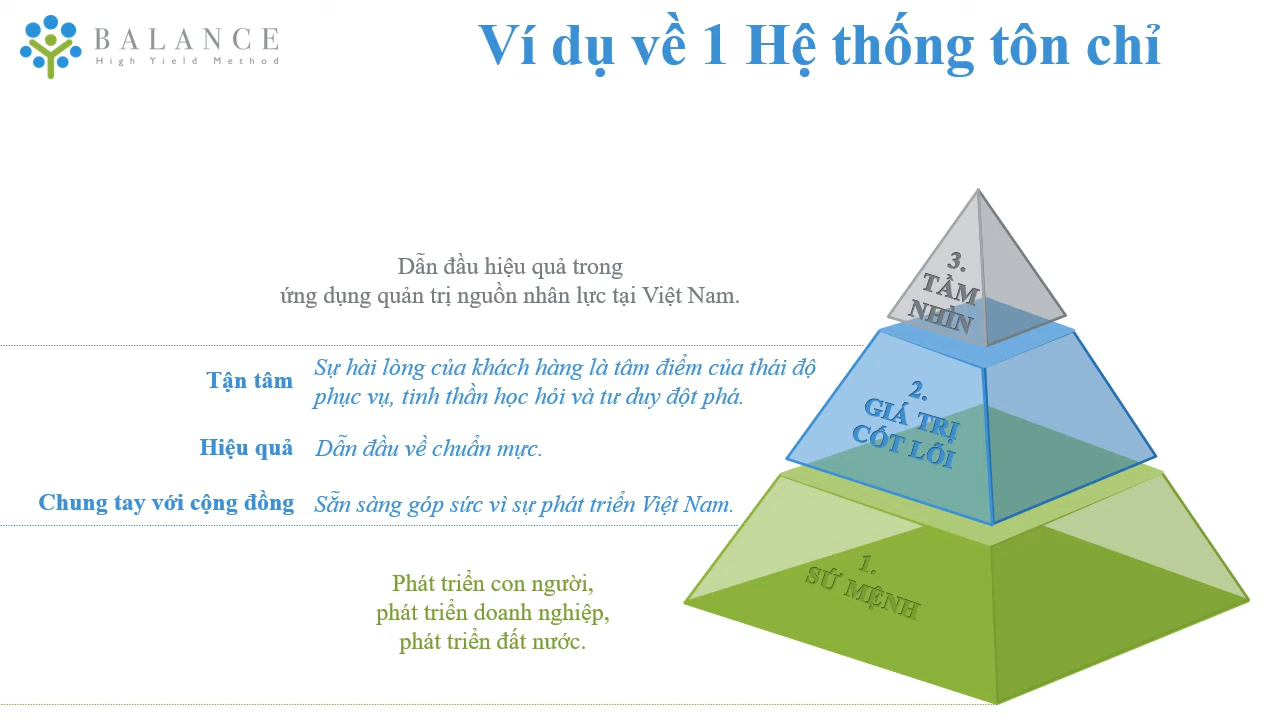 BALANCE
High Yield Method
Ví dụ về 1 Hệ thống tôn chỉ
3.
TẦM
NHÌN
Dẫn đầu hiệu quả trong
ứng dụng quản trị nguồn nhân lực tại Việt Nam.
Tận tâm
Sự hài lòng của khách hàng là tâm điểm của thái độ
phục vụ, tinh thần học hỏi và tư duy đột phá.
Hiệu quả
Dẫn đầu về chuẩn mực.
Chung tay với cộng đồng
Sẵn sàng góp sức vì sự phát triển Việt Nam.
2.
GIÁ TRỊ
CỐT LÕI
Phát triển con người,
phát triển doanh nghiệp,
phát triển đất nước.
1.
SỨ MỆNH